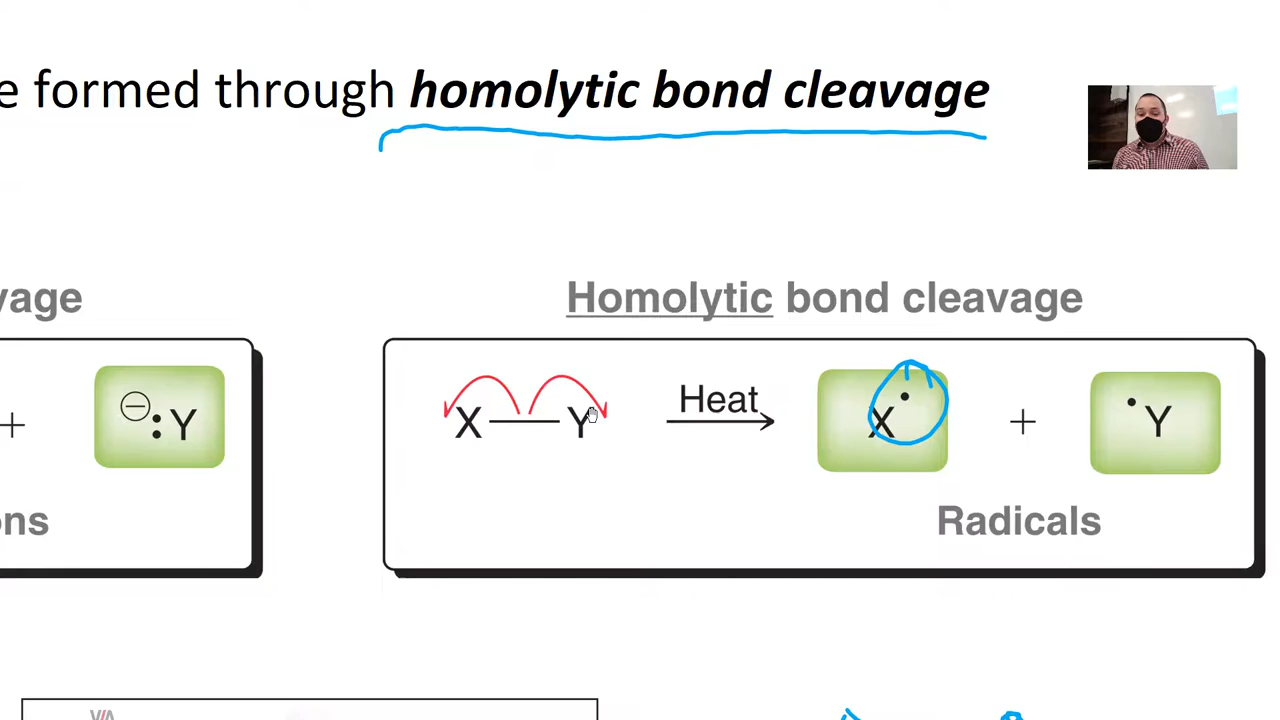 e formed through homolytic bond cleavage
vage
Homolytic bond cleavage
+
⊖
:Y
X—Y
Heat
X•
+
•Y
ons
Radicals